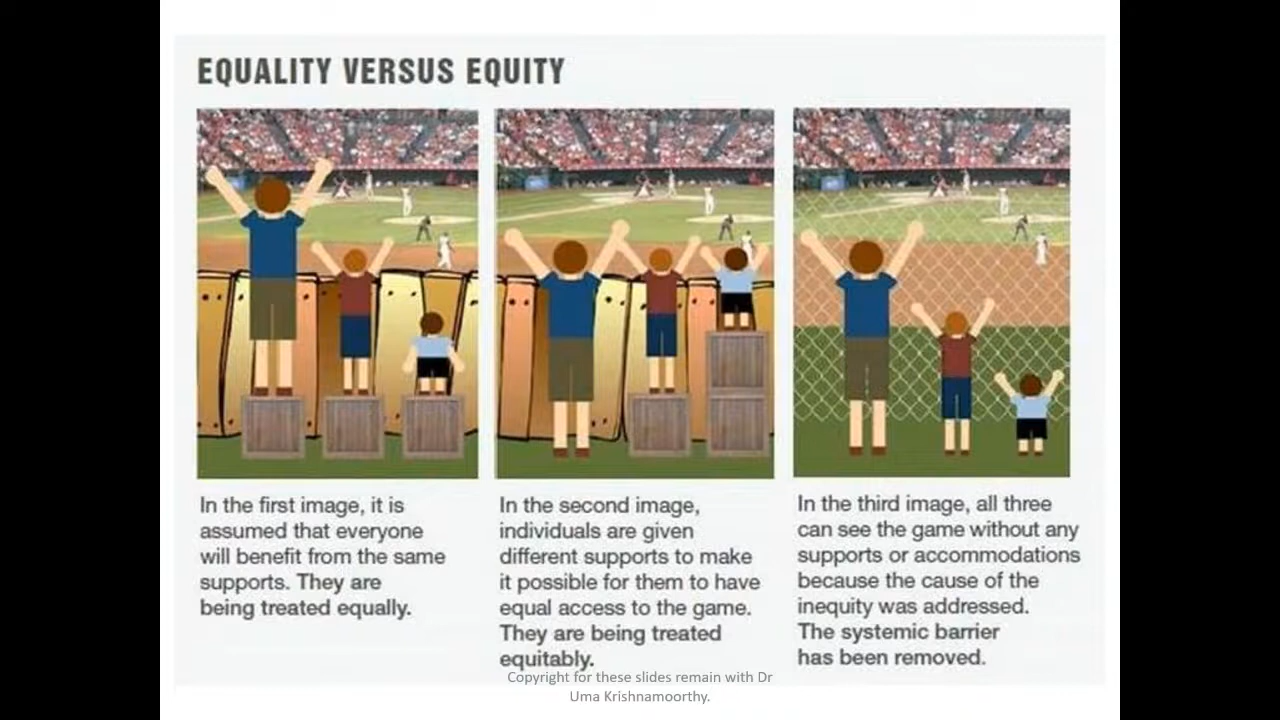 EQUALITY VERSUS EQUITY
In the first image, it is
assumed that everyone
will benefit from the same
supports. They are
being treated equally.
In the second image,
individuals are given
different supports to make
it possible for them to have
equal access to the game.
They are being treated
equitably.
In the third image, all three
can see the game without any
supports or accommodations
because the cause of the
inequity was addressed.
The systemic barrier
has been removed.
Copyright for these slides remain with Dr
Uma Krishnamoorthy.